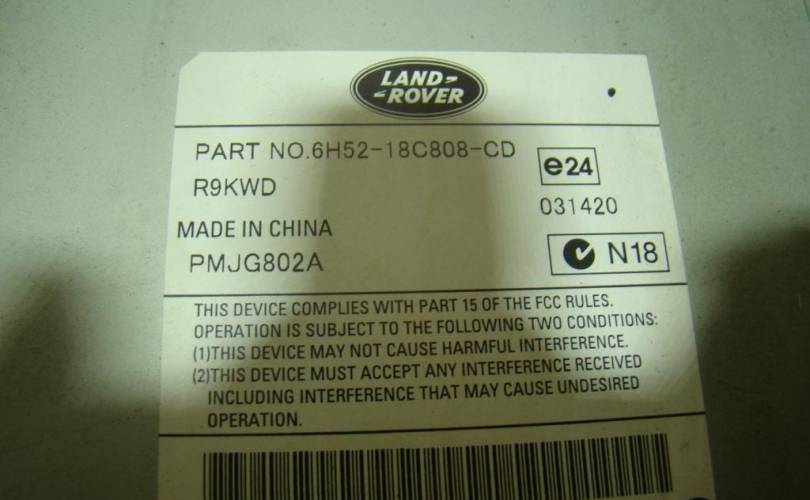 LAND-
-ROVER
PART NO.6H52-18C808-CD
e24
R9KWD
031420
MADE IN CHINA
N18
PMJG802A
THIS DEVICE COMPLIES WITH PART 15 OF THE FCC RULES.
OPERATION IS SUBJECT TO THE FOLLOWING TWO CONDITIONS:
(1)THIS DEVICE MAY NOT CAUSE HARMFUL INTERFERENCE.
(2)THIS DEVICE MUST ACCEPT ANY INTERFERENCE RECEIVED
INCLUDING INTERFERENCE THAT MAY CAUSE UNDESIRED
OPERATION.